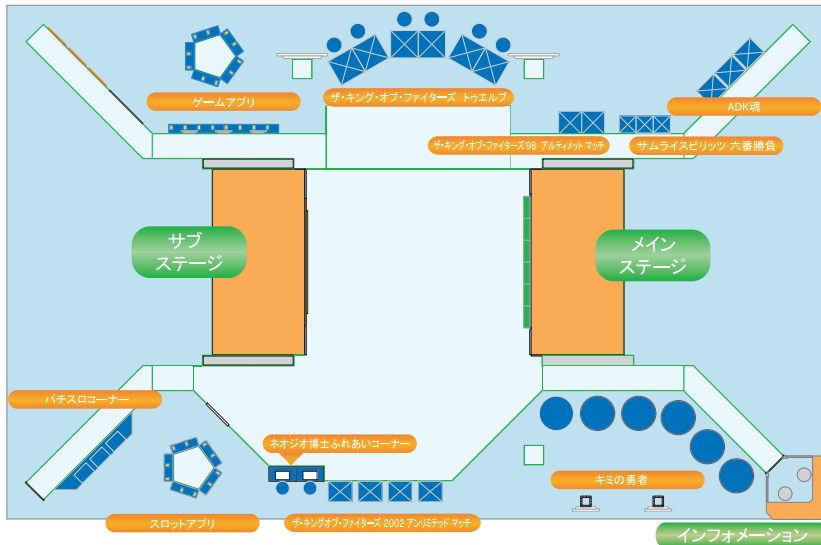 ゲームアプリ
ザ・キング・オブ・ファイターズ トゥエルブ
ADK魂
ザ・キング・オブ・ファイターズ'98 アルティメット マッチ
サムライスピリッツ 六番勝負
サブ
ステージ
メイン
ステージ
パチスロコーナー
ネオジオ博士ふれあいコーナー
キミの勇者
スロットアプリ
ザ・キングオブ・ファイターズ 2002 アンリミテッド マッチ
インフォメーション